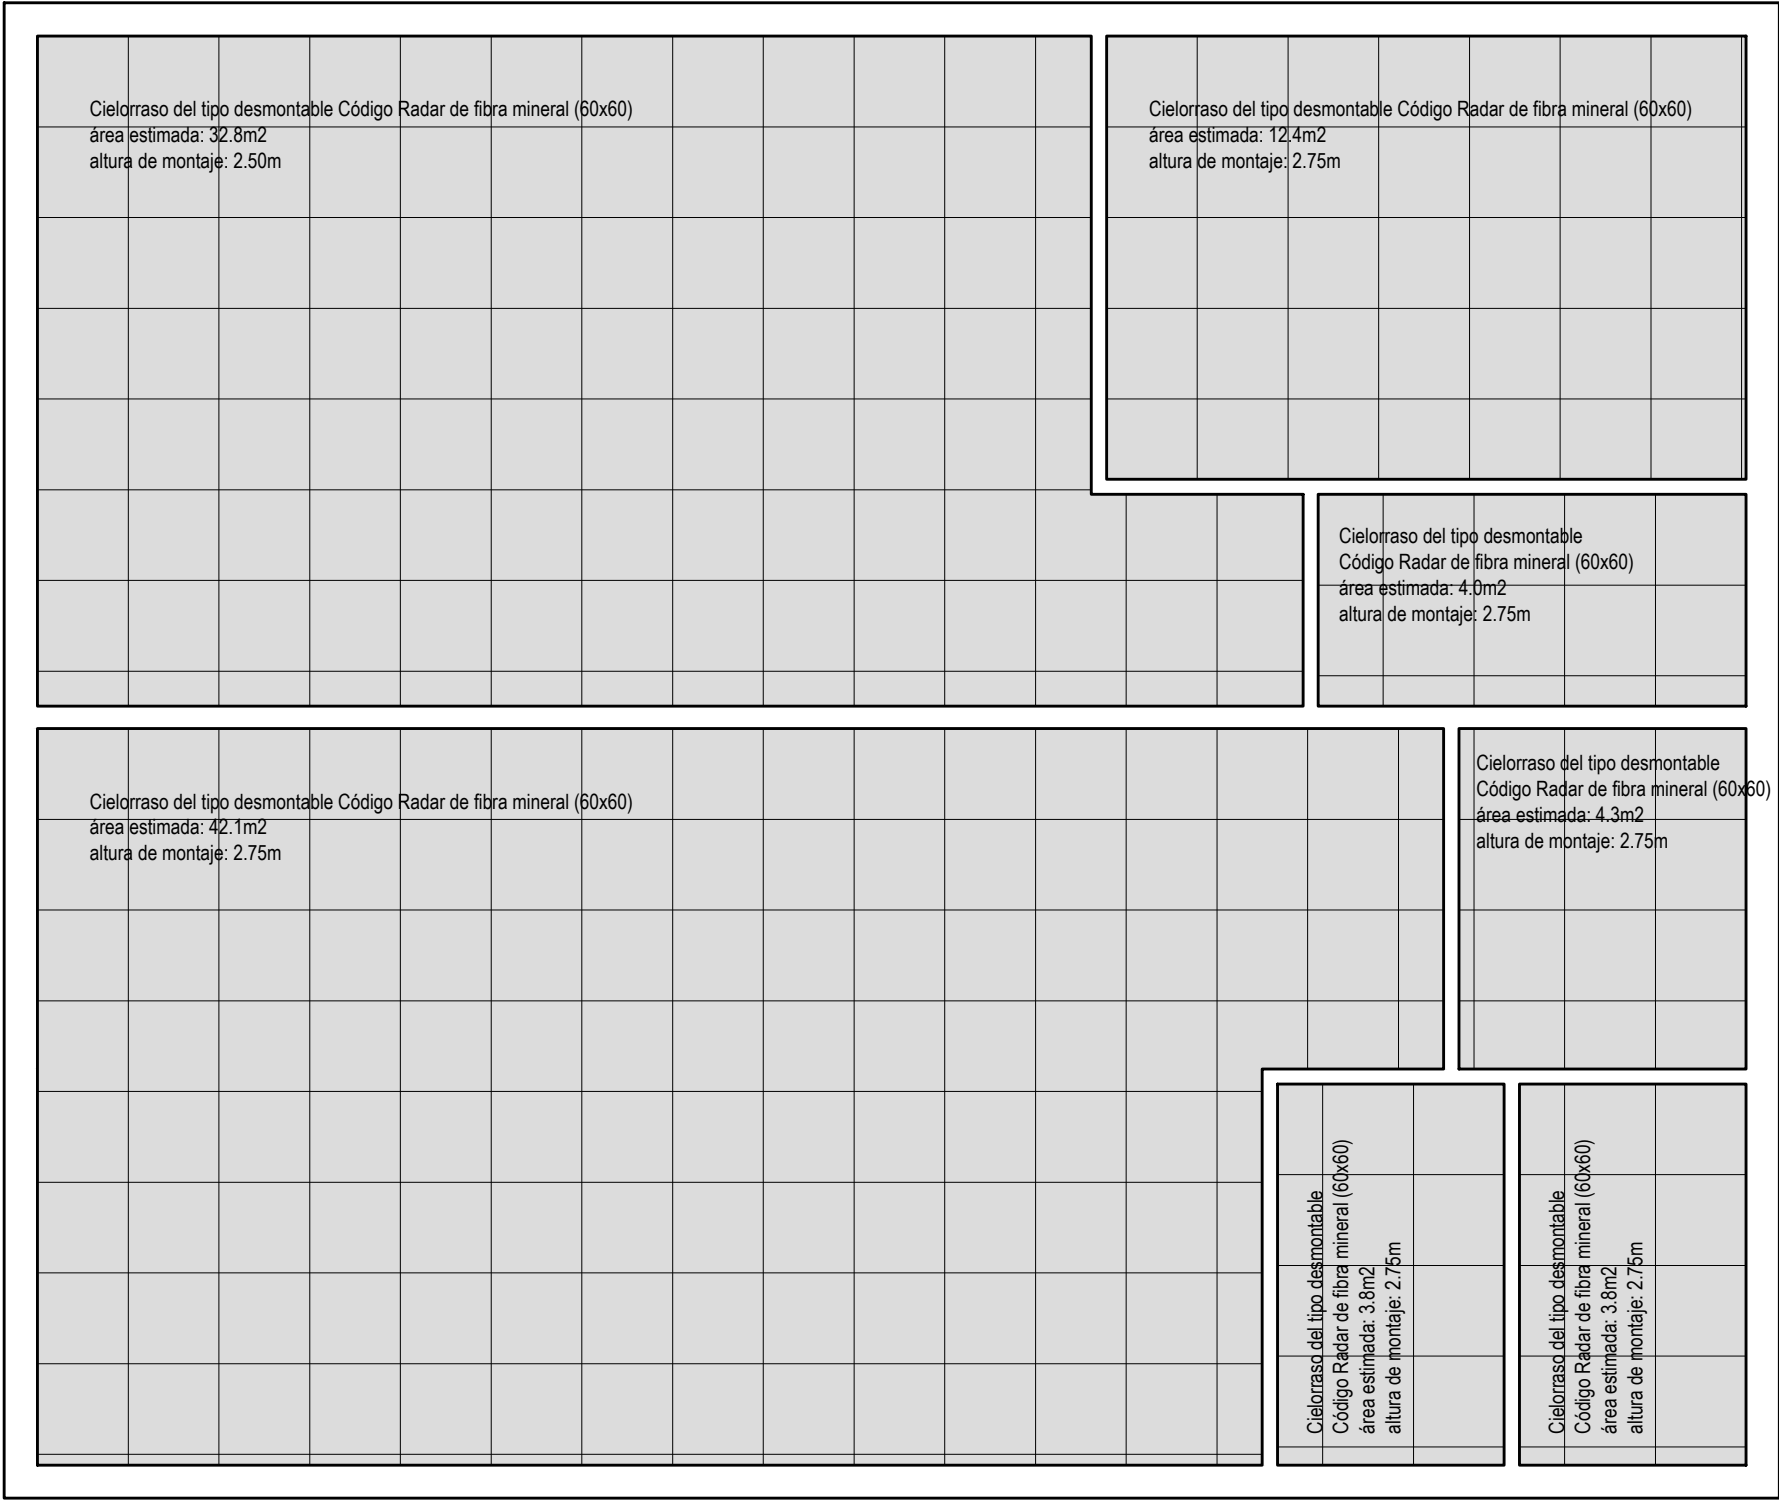 Cielorraso del tipo desmontable Código Radar de fibra mineral (60x60)
área estimada: 32.8m2
altura de montaje: 2.50m
Cielorraso del tipo desmontable Código Radar de fibra mineral (60x60)
área estimada: 12.4m2
altura de montaje: 2.75m
Cielorraso del tipo desmontable
Código Radar de fibra mineral (60x60)
área estimada: 4.0m2
altura de montaje: 2.75m
Cielorraso del tipo desmontable Código Radar de fibra mineral (60x60)
área estimada: 42.1m2
altura de montaje: 2.75m
Cielorraso del tipo desmontable
Código Radar de fibra mineral (60x60)
área estimada: 4.3m2
altura de montaje: 2.75m
Cielorraso del tipo desmontable
Código Radar de fibra mineral (60x60)
área estimada: 3.8m2
altura de montaje: 2.75m
Cielorraso del tipo desmontable
Código Radar de fibra mineral (60x60)
área estimada: 3.8m2
altura de montaje: 2.75m